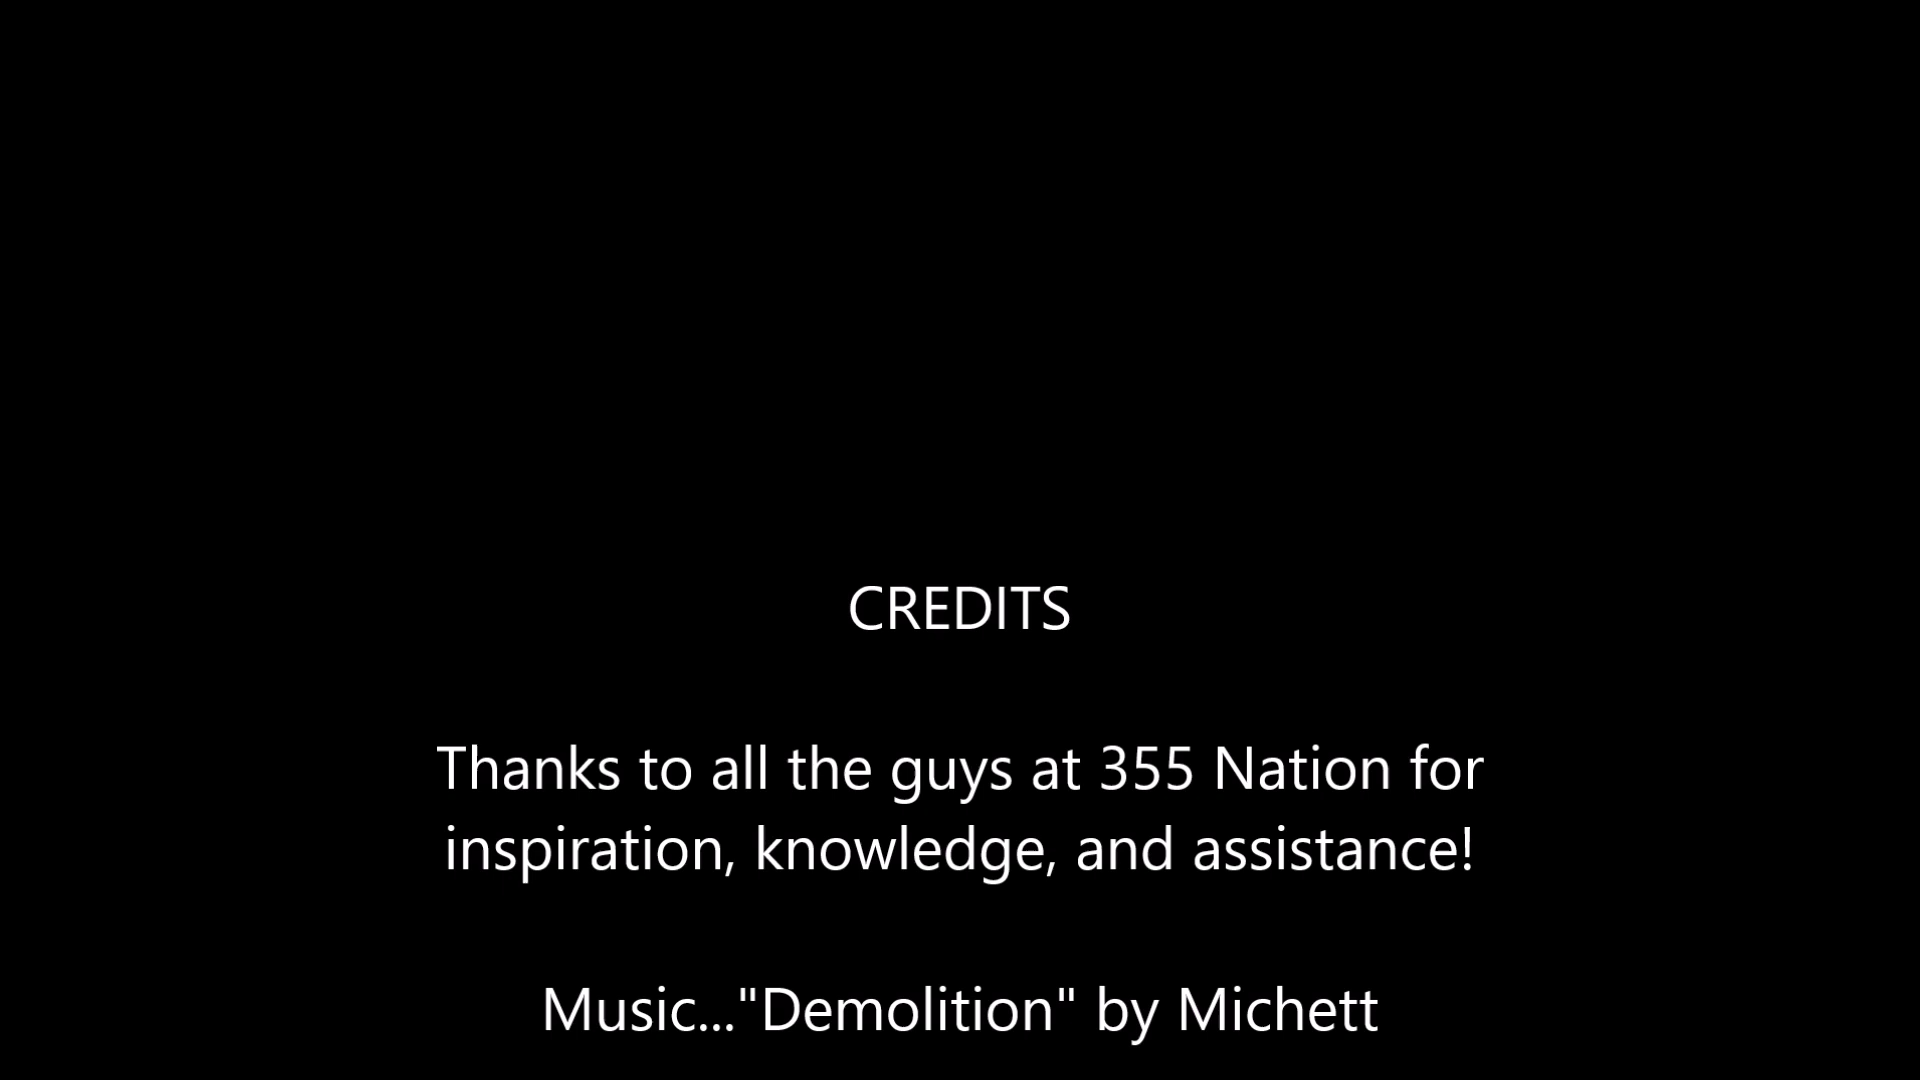 CREDITS
Thanks to all the guys at 355 Nation for
inspiration, knowledge, and assistance!
Music..."Demolition" by Michett